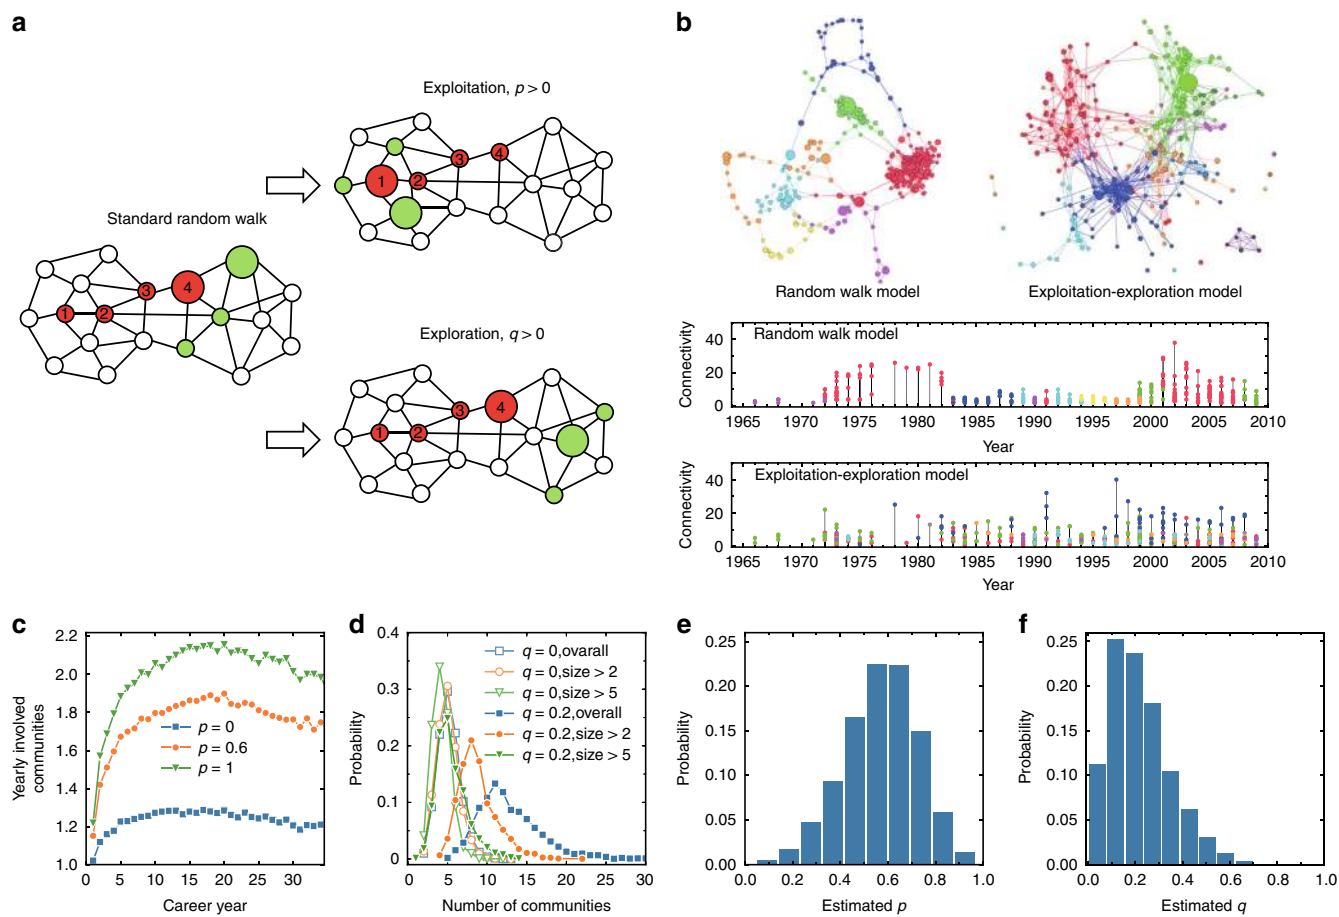 a
Exploitation, p > 0
1
2
3
4
Standard random walk
1
2
3
4
Exploration, q > 0
1
2
3
4
b
Random walk model
Exploitation-exploration model
Connectivity
40
20
0
Random walk model
1965 1970 1975 1980 1985 1990 1995 2000 2005 2010
Year
Connectivity
40
20
0
Exploitation-exploration model
1965 1970 1975 1980 1985 1990 1995 2000 2005 2010
Year
c
Yearly involved
communities
2.2
2.0
1.8
1.6
1.4
1.2
1.0
p = 0
p = 0.6
p = 1
0 5 10 15 20 25 30
Career year
d
Probability
0.4
0.3
0.2
0.1
0
q = 0,overall
q = 0,size > 2
q = 0,size > 5
q = 0.2,overall
q = 0.2,size > 2
q = 0.2,size > 5
0 5 10 15 20 25 30
Number of communities
e
Probability
0.25
0.20
0.15
0.10
0.05
0.00
0.0 0.2 0.4 0.6 0.8 1.0
Estimated p
f
Probability
0.25
0.20
0.15
0.10
0.05
0.00
0.0 0.2 0.4 0.6 0.8 1.0
Estimated q